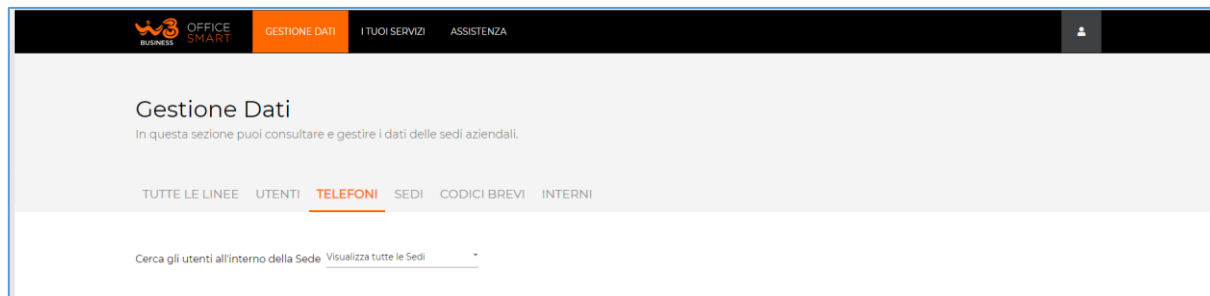 W3 BUSINESS OFFICE SMART GESTIONE DATI I TUOI SERVIZI ASSISTENZA
Gestione Dati
In questa sezione puoi consultare e gestire i dati delle sedi aziendali.
TUTTE LE LINEE UTENTI TELEFONI SEDI CODICI BREVI INTERNI
Cerca gli utenti all'interno della Sede Visualizza tutte le Sedi